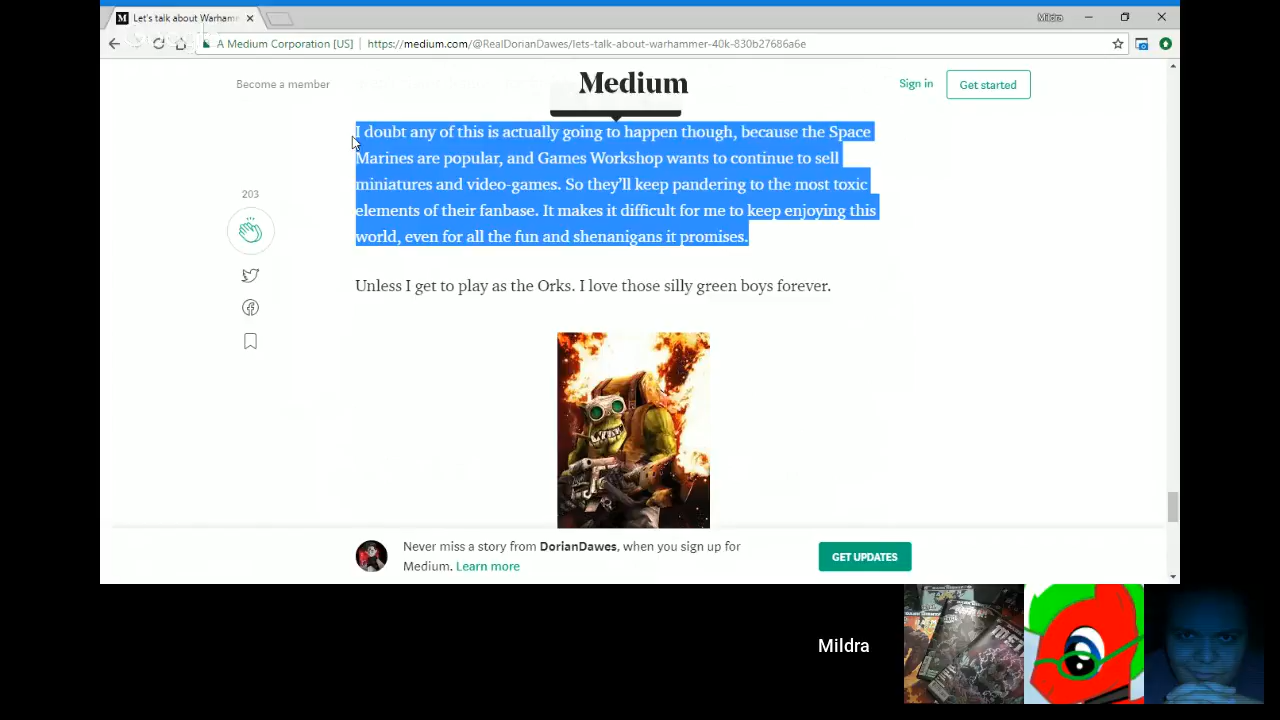 Let's talk about Warhamm
Mildra
A Medium Corporation [US]
https://medium.com/@RealDorianDawes/lets-talk-about-warhammer-40k-830b27686a6e
Become a member
Medium
Sign in
Get started
I doubt any of this is actually going to happen though, because the Space
Marines are popular, and Games Workshop wants to continue to sell
miniatures and video-games. So they'll keep pandering to the most toxic
elements of their fanbase. It makes it difficult for me to keep enjoying this
world, even for all the fun and shenanigans it promises.
203
Unless I get to play as the Orks. I love those silly green boys forever.
Never miss a story from DorianDawes, when you sign up for
Medium. Learn more
GET UPDATES
Mildra